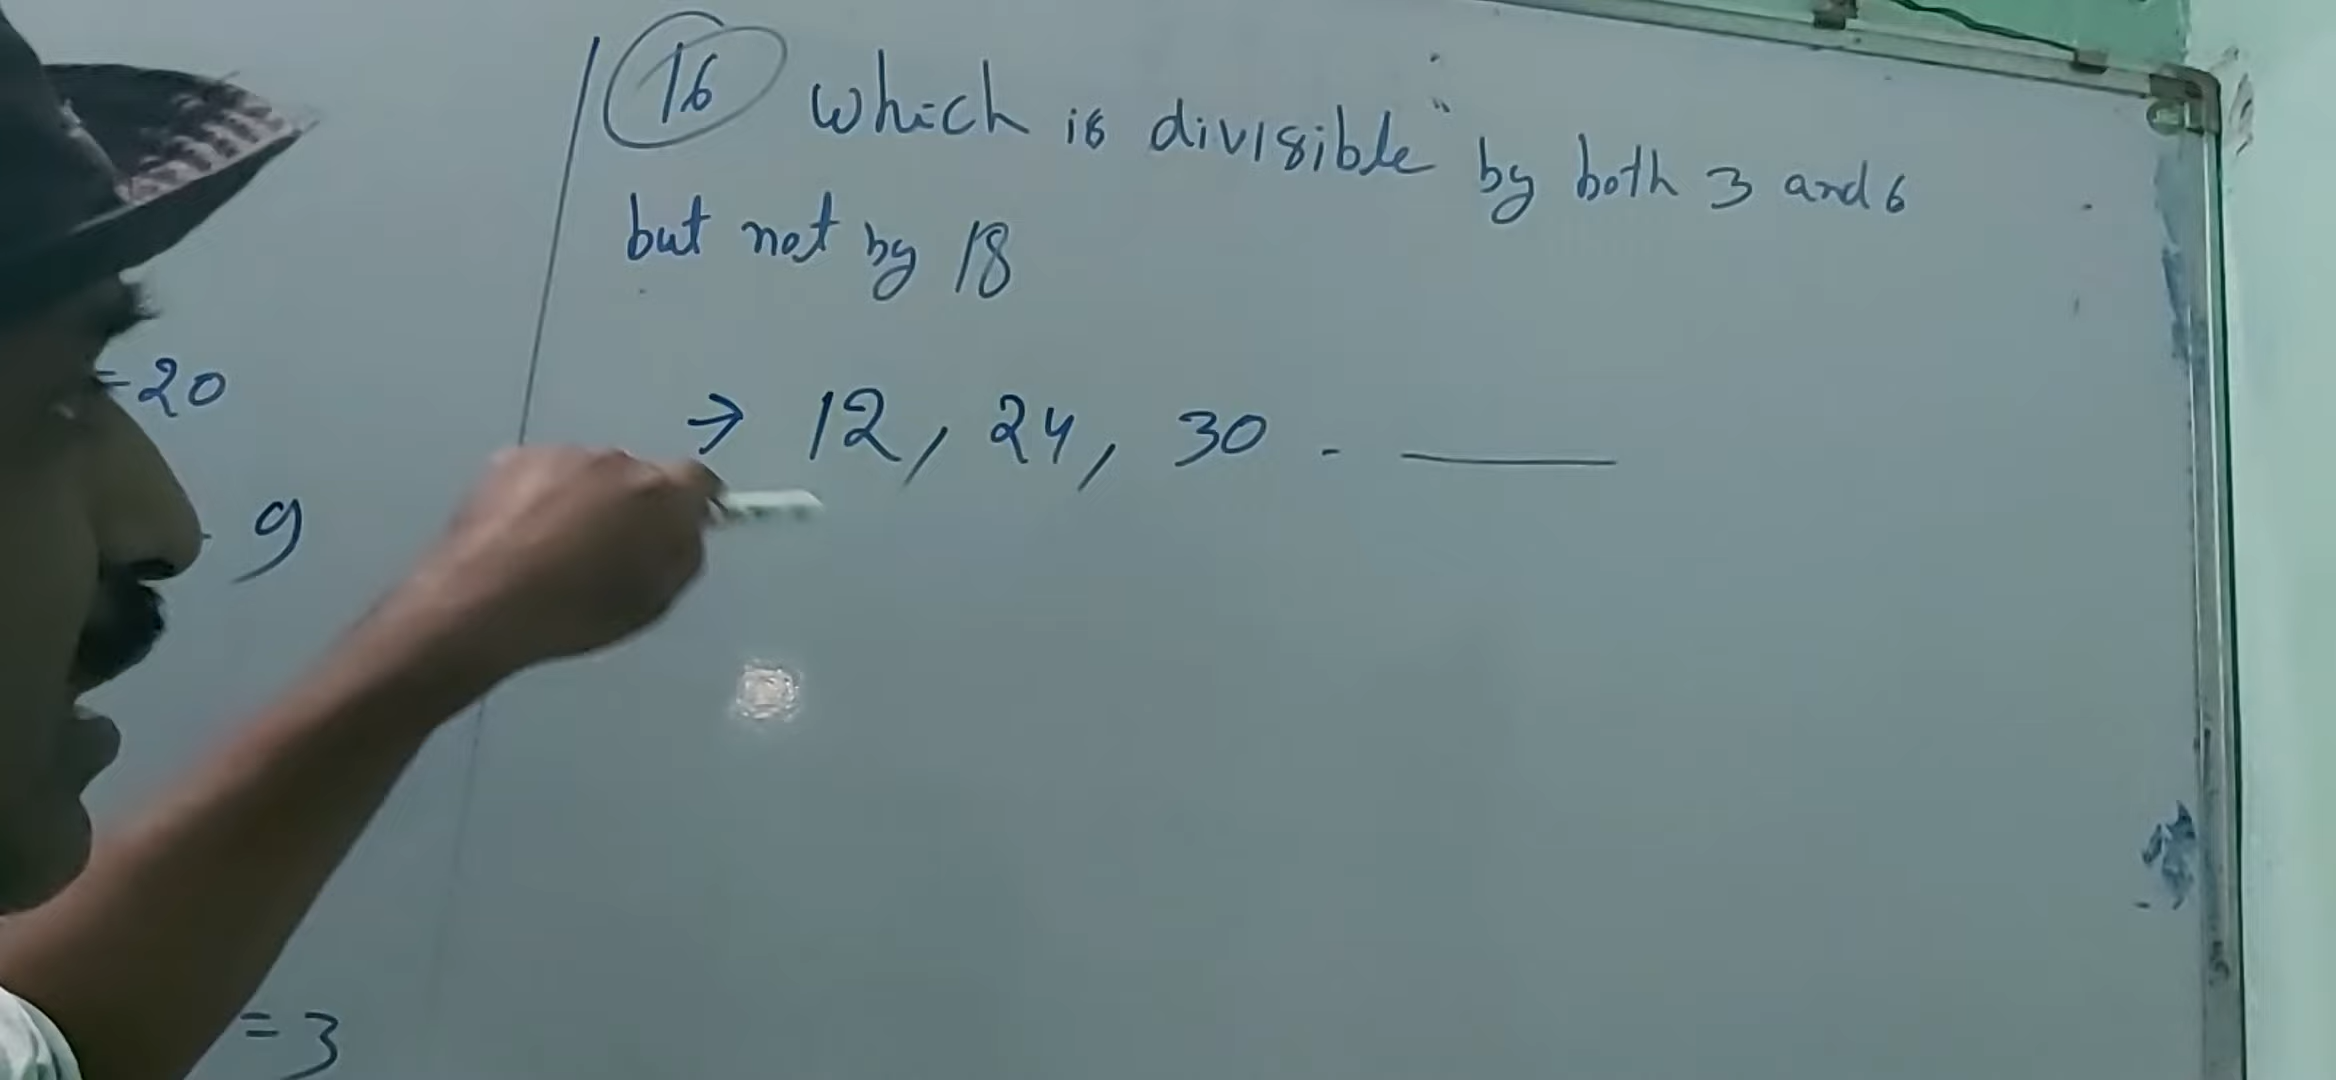 16 which is divisible by both 3 and 6
but not by 18
→ 12, 24, 30 - ——
=20
9
=3